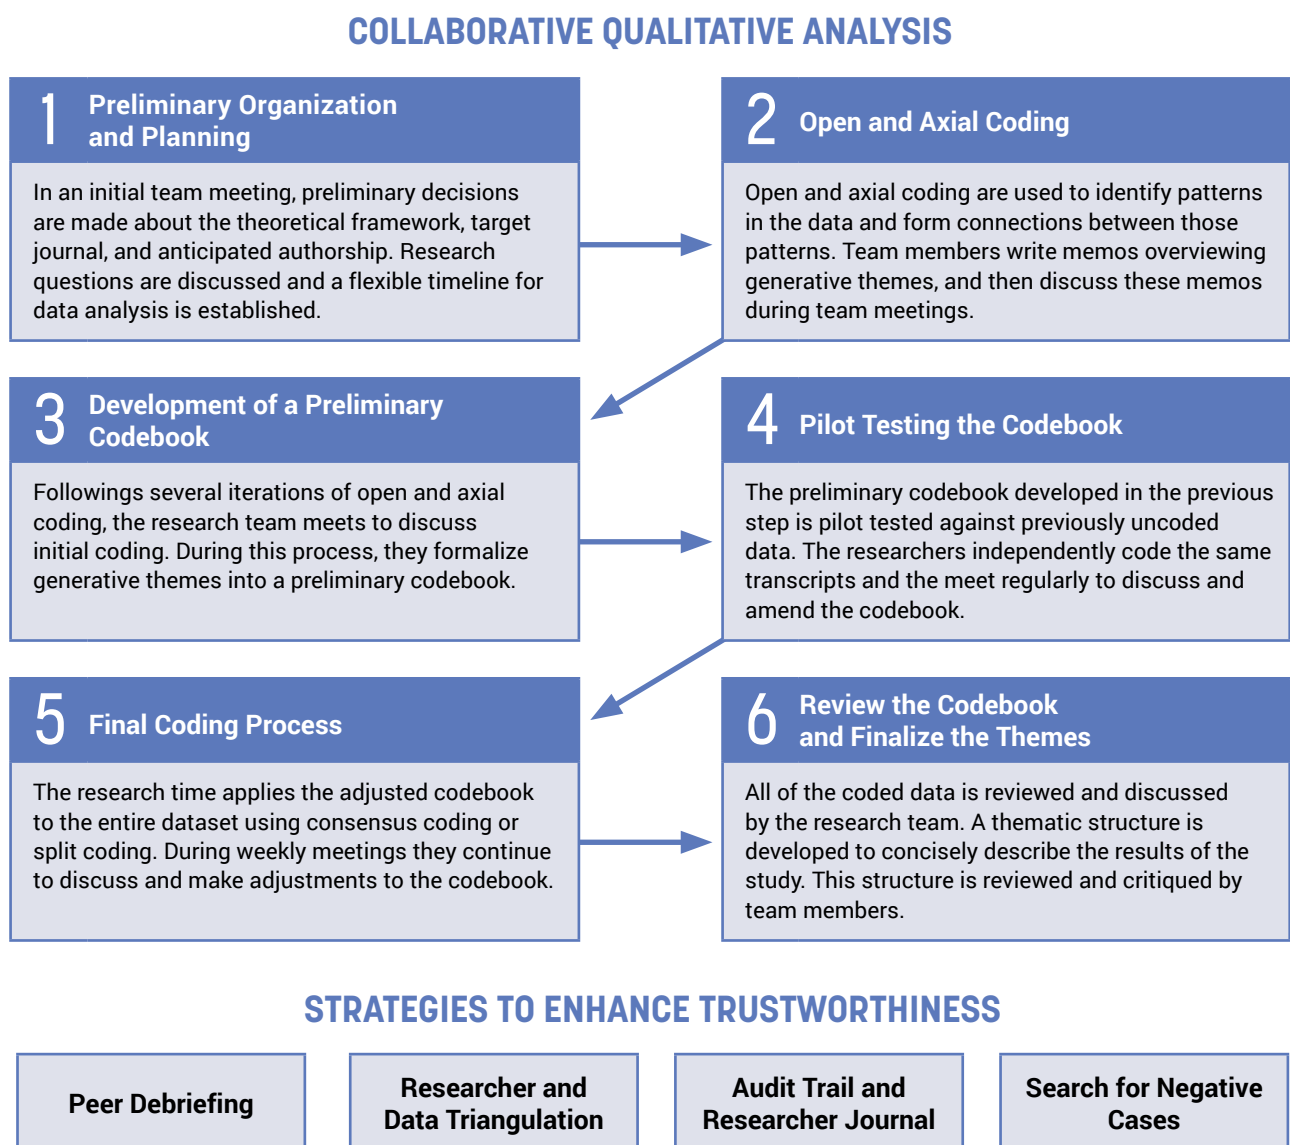 COLLABORATIVE QUALITATIVE ANALYSIS
1
Preliminary Organization
and Planning
In an initial team meeting, preliminary decisions
are made about the theoretical framework, target
journal, and anticipated authorship. Research
questions are discussed and a flexible timeline for
data analysis is established.
2
Open and Axial Coding
Open and axial coding are used to identify patterns
in the data and form connections between those
patterns. Team members write memos overviewing
generative themes, and then discuss these memos
during team meetings.
3
Development of a Preliminary
Codebook
Followings several iterations of open and axial
coding, the research team meets to discuss
initial coding. During this process, they formalize
generative themes into a preliminary codebook.
4
Pilot Testing the Codebook
The preliminary codebook developed in the previous
step is pilot tested against previously uncoded
data. The researchers independently code the same
transcripts and the meet regularly to discuss and
amend the codebook.
5
Final Coding Process
The research time applies the adjusted codebook
to the entire dataset using consensus coding or
split coding. During weekly meetings they continue
to discuss and make adjustments to the codebook.
6
Review the Codebook
and Finalize the Themes
All of the coded data is reviewed and discussed
by the research team. A thematic structure is
developed to concisely describe the results of the
study. This structure is reviewed and critiqued by
team members.
STRATEGIES TO ENHANCE TRUSTWORTHINESS
Peer Debriefing
Researcher and
Data Triangulation
Audit Trail and
Researcher Journal
Search for Negative
Cases